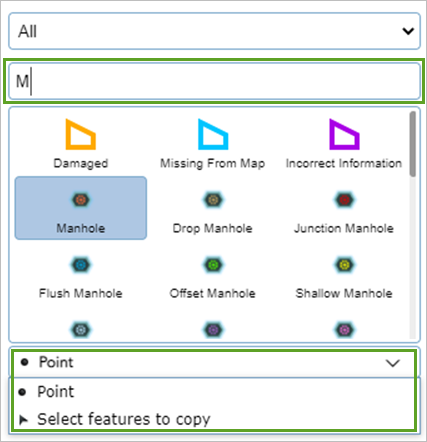 All
M
Damaged Missing From Map Incorrect Information
Manhole Drop Manhole Junction Manhole
Flush Manhole Offset Manhole Shallow Manhole
Point
Point
Select features to copy